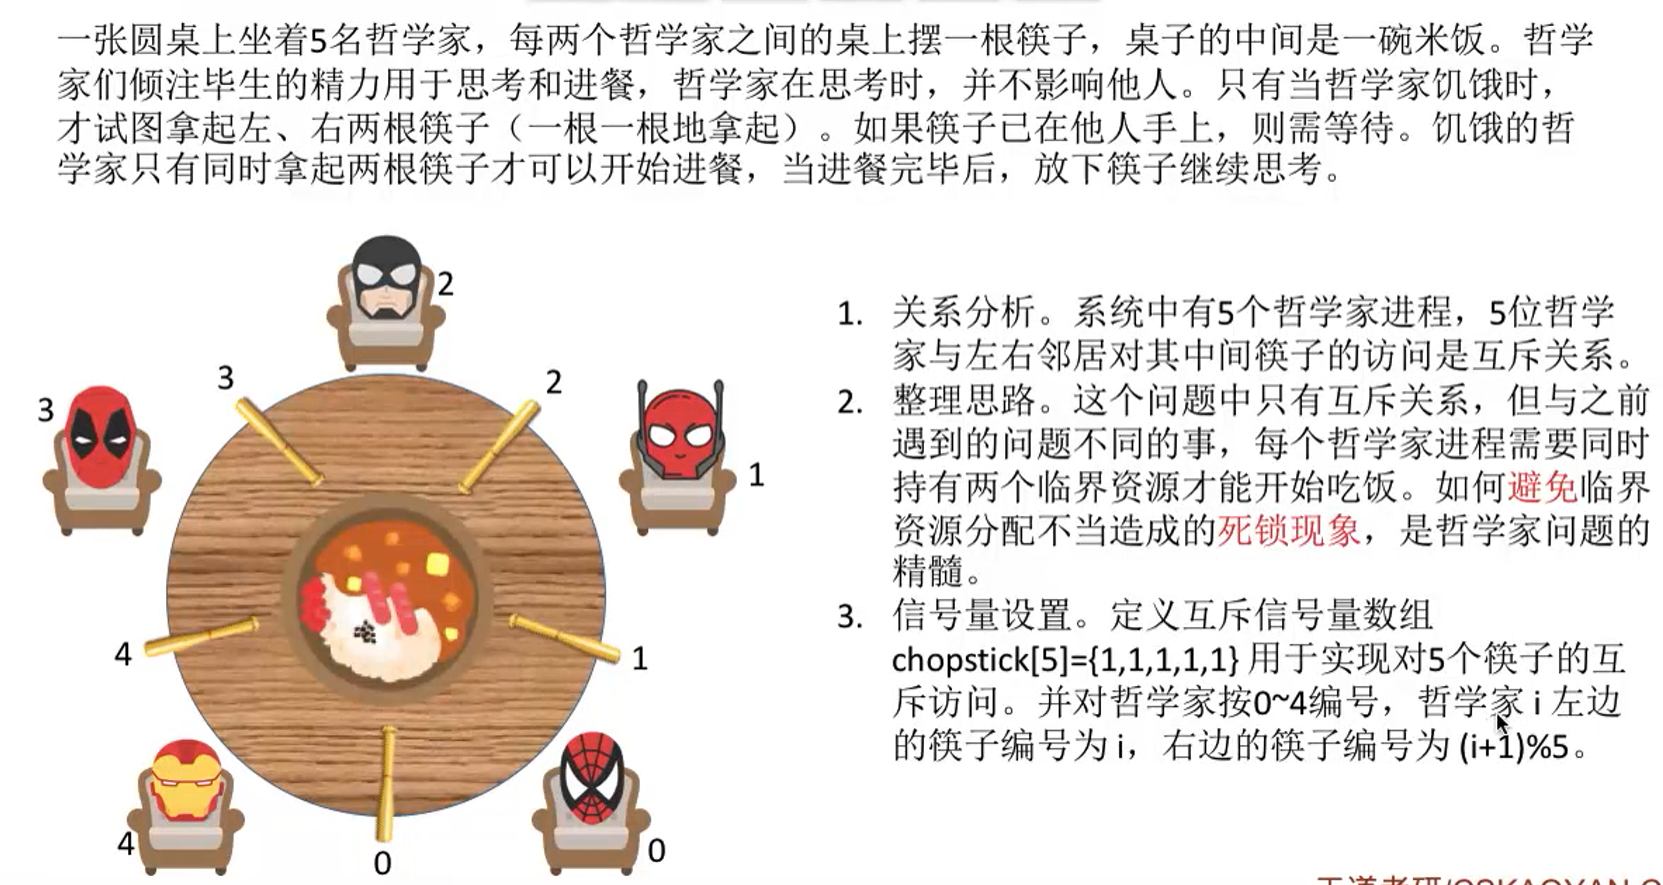 一张圆桌上坐着5名哲学家，每两个哲学家之间的桌上摆一根筷子，桌子的中间是一碗米饭。哲学
家们倾注毕生的精力用于思考和进餐，哲学家在思考时，并不影响他人。只有当哲学家饥饿时，
才试图拿起左、右两根筷子（一根一根地拿起）。如果筷子已在他人手上，则需等待。饥饿的哲
学家只有同时拿起两根筷子才可以开始进餐，当进餐完毕后，放下筷子继续思考。
2
3
2
3
1
4
1
4
0
0
1. 关系分析。系统中有5个哲学家进程，5位哲学
家与左右邻居对其中间筷子的访问是互斥关系。
2. 整理思路。这个问题中只有互斥关系，但与之前
遇到的问题不同的事，每个哲学家进程需要同时
持有两个临界资源才能开始吃饭。如何避免临界
资源分配不当造成的死锁现象，是哲学家问题的
精髓。
3. 信号量设置。定义互斥信号量数组
chopstick[5]={1,1,1,1,1} 用于实现对5个筷子的互
斥访问。并对哲学家按0~4编号，哲学家 i 左边
的筷子编号为 i，右边的筷子编号为 (i+1)%5。